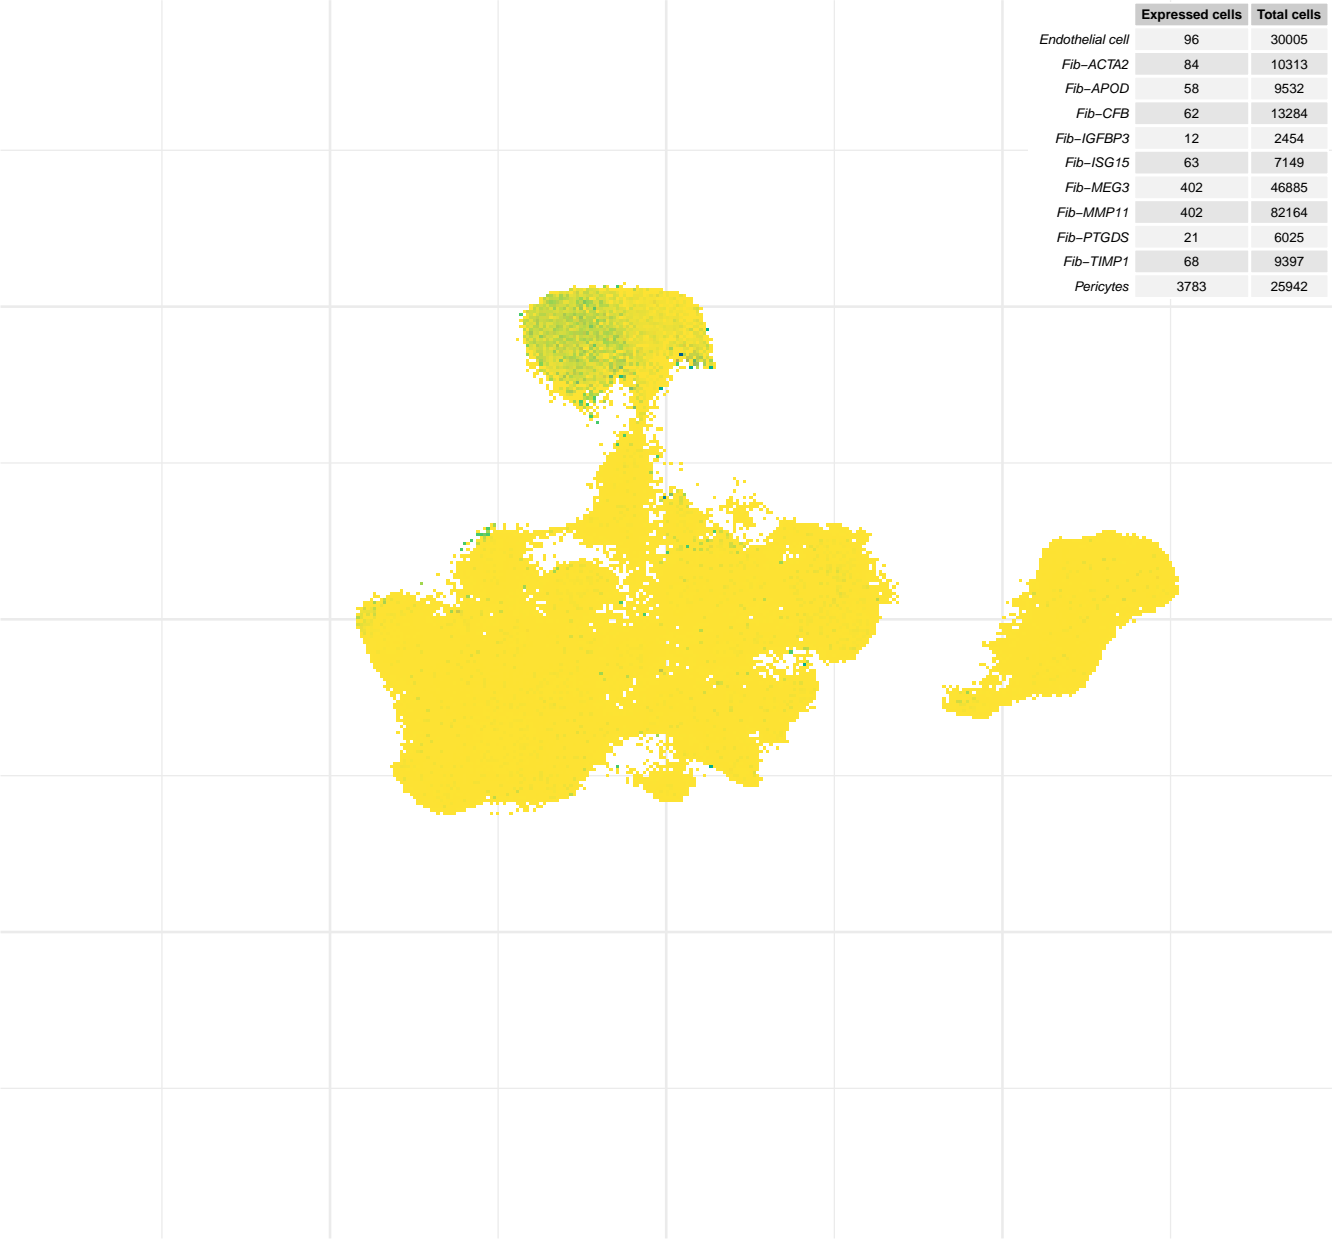 Expressed cells Total cells
Endothelial cell 96 30005
Fib−ACTA2 84 10313
Fib−APOD 58 9532
Fib−CFB 62 13284
Fib−IGFBP3 12 2454
Fib−ISG15 63 7149
Fib−MEG3 402 46885
Fib−MMP11 402 82164
Fib−PTGDS 21 6025
Fib−TIMP1 68 9397
Pericytes 3783 25942